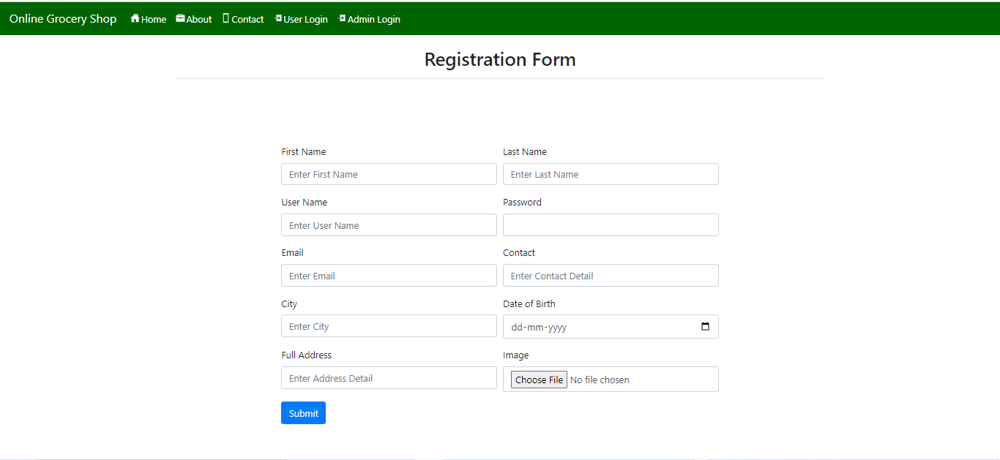 Online Grocery Shop Home About Contact User Login Admin Login
Registration Form
First Name Last Name
Enter First Name Enter Last Name
User Name Password
Enter User Name
Email Contact
Enter Email Enter Contact Detail
City Date of Birth
Enter City dd-mm-yyyy
Full Address Image
Enter Address Detail Choose File No file chosen
Submit